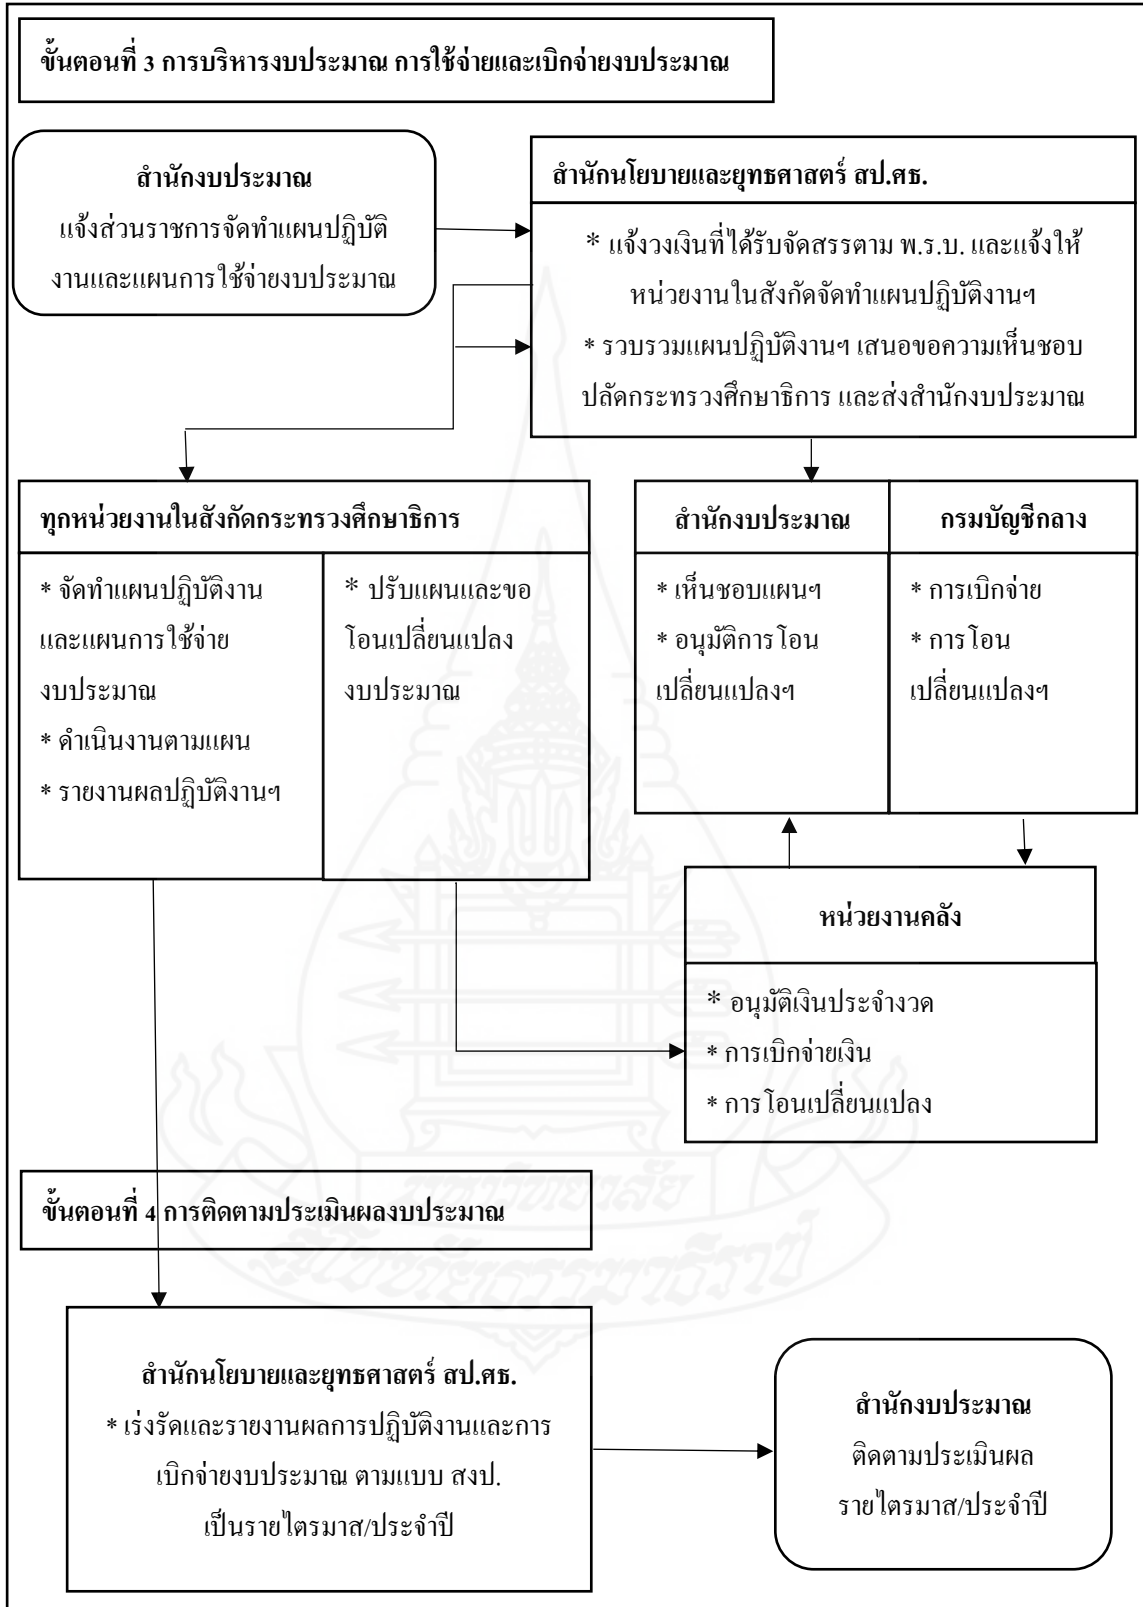 ขั้นตอนที่ 3 การบริหารงบประมาณ การใช้จ่ายและเบิกจ่ายงบประมาณ
สำนักงบประมาณ
แจ้งส่วนราชการจัดทำแผนปฏิบัติ
งานและแผนการใช้จ่ายงบประมาณ
สำนักนโยบายและยุทธศาสตร์ สป.ศธ.
* แจ้งวงเงินที่ได้รับจัดสรรตาม พ.ร.บ. และแจ้งให้
หน่วยงานในสังกัดจัดทำแผนปฏิบัติงานฯ
* รวบรวมแผนปฏิบัติงานฯ เสนอขอความเห็นชอบ
ปลัดกระทรวงศึกษาธิการ และส่งสำนักงบประมาณ
ทุกหน่วยงานในสังกัดกระทรวงศึกษาธิการ
* จัดทำแผนปฏิบัติงาน
และแผนการใช้จ่าย
งบประมาณ
* ดำเนินงานตามแผน
* รายงานผลปฏิบัติงานฯ
* ปรับแผนและขอ
โอนเปลี่ยนแปลง
งบประมาณ
สำนักงบประมาณ
* เห็นชอบแผนฯ
* อนุมัติการโอน
เปลี่ยนแปลงฯ
กรมบัญชีกลาง
* การเบิกจ่าย
* การโอน
เปลี่ยนแปลงฯ
หน่วยงานคลัง
* อนุมัติเงินประจำงวด
* การเบิกจ่ายเงิน
* การโอนเปลี่ยนแปลง
มหาวิทยาลัย
สุโขทัยธรรมาธิราช
ขั้นตอนที่ 4 การติดตามประเมินผลงบประมาณ
สำนักนโยบายและยุทธศาสตร์ สป.ศธ.
* เร่งรัดและรายงานผลการปฏิบัติงานและการ
เบิกจ่ายงบประมาณ ตามแบบ สงป.
เป็นรายไตรมาส/ประจำปี
สำนักงบประมาณ
ติดตามประเมินผล
รายไตรมาส/ประจำปี